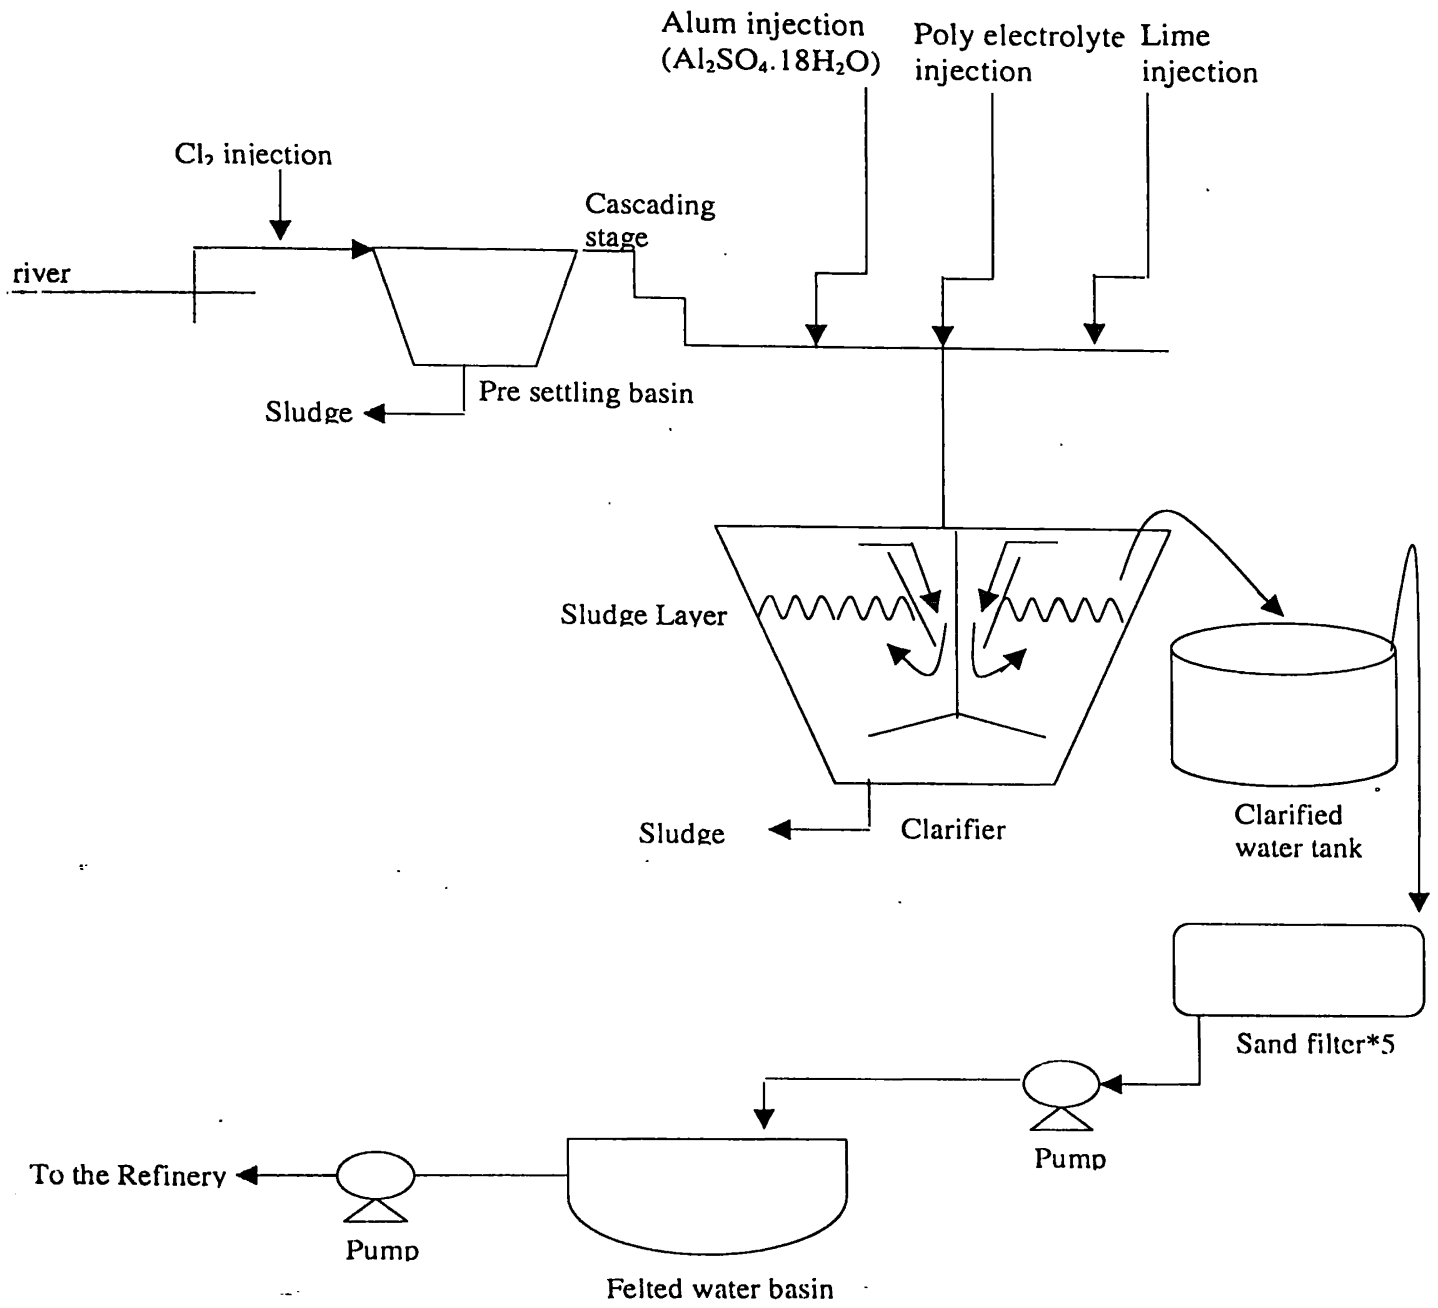 Alum injection
(Al₂SO₄.18H₂O)
Poly electrolyte
injection
Lime
injection
Cl₂ injection
Cascading
stage
river
Pre settling basin
Sludge
Sludge Layer
Sludge
Clarifier
Clarified
water tank
Sand filter*5
Pump
To the Refinery
Pump
Felted water basin